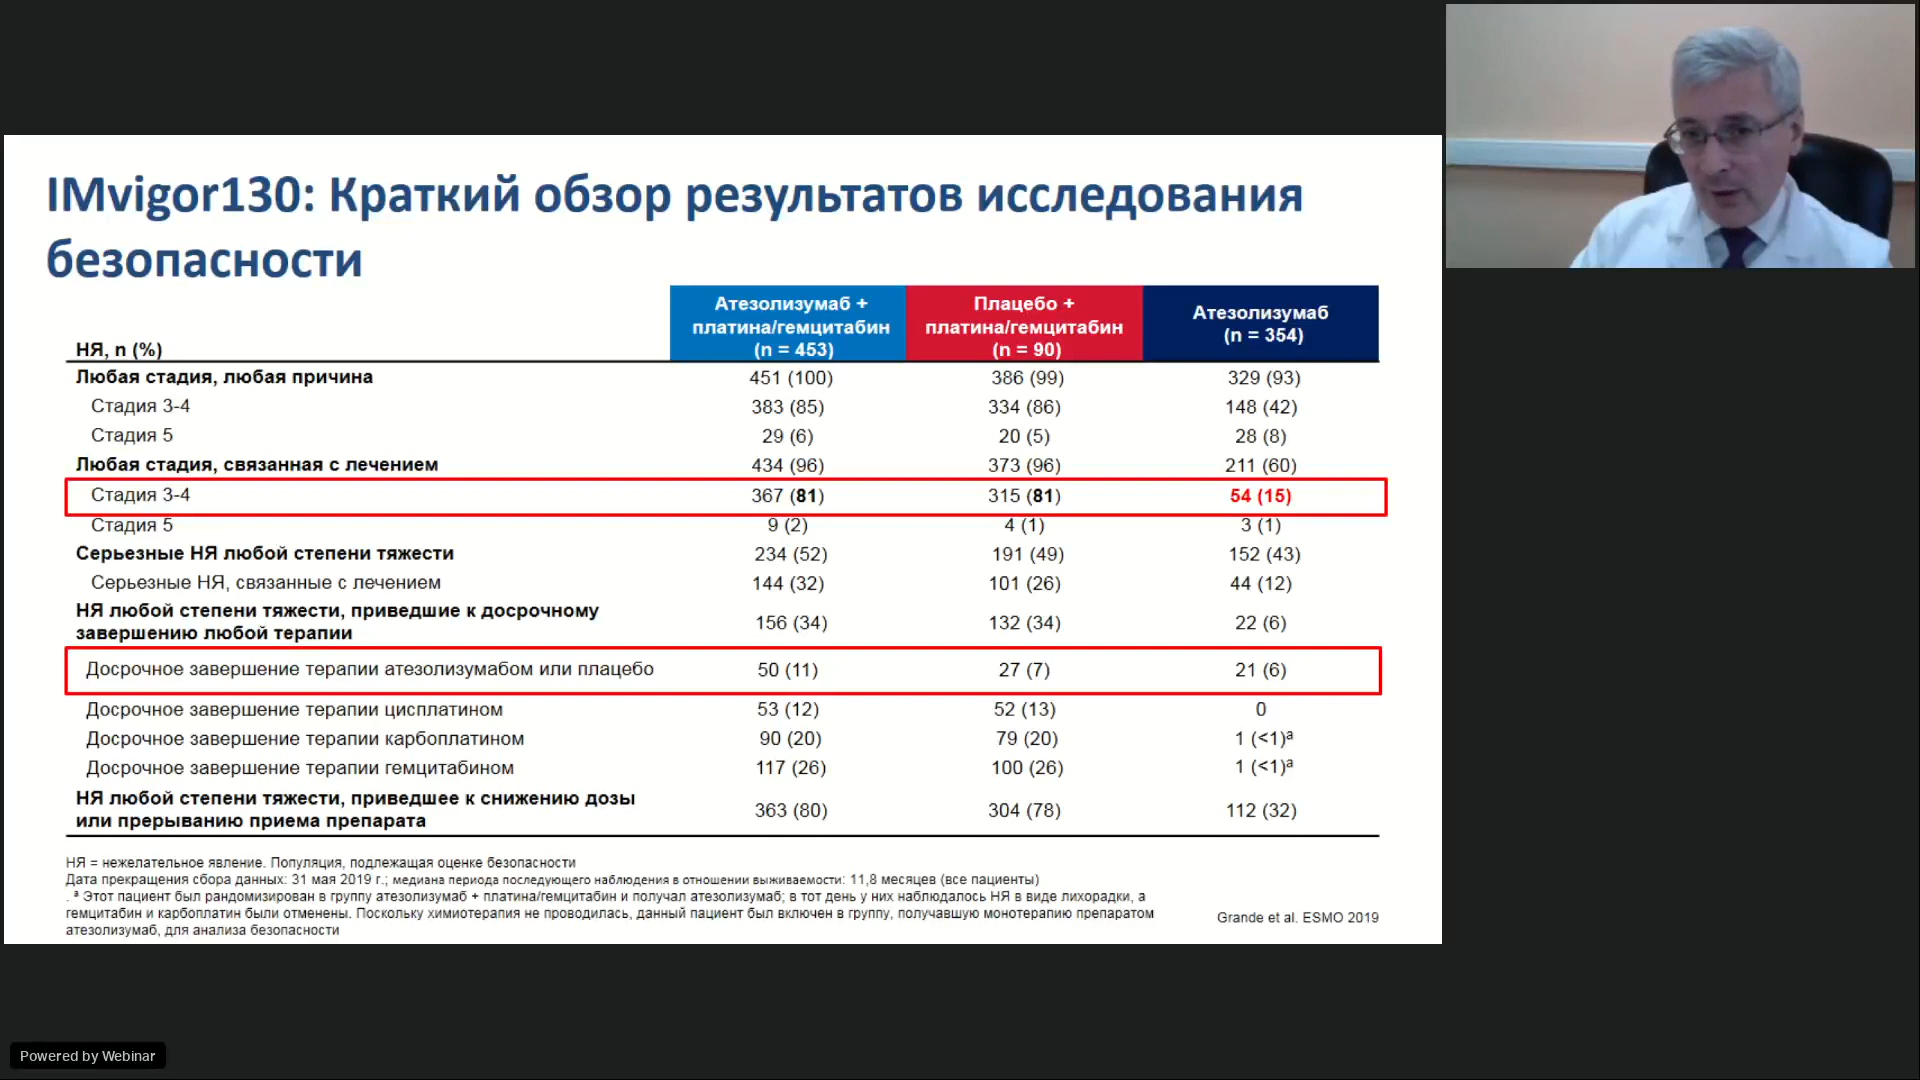 IMvigor130: Краткий обзор результатов исследования
безопасности
НЯ, n (%)
Атезолизумаб +
платина/гемцитабин
(n = 453)
Плацебо +
платина/гемцитабин
(n = 90)
Атезолизумаб
(n = 354)
Любая стадия, любая причина 451 (100) 386 (99) 329 (93)
Стадия 3-4 383 (85) 334 (86) 148 (42)
Стадия 5 29 (6) 20 (5) 28 (8)
Любая стадия, связанная с лечением 434 (96) 373 (96) 211 (60)
Стадия 3-4 367 (81) 315 (81) 54 (15)
Стадия 5 9 (2) 4 (1) 3 (1)
Серьезные НЯ любой степени тяжести 234 (52) 191 (49) 152 (43)
Серьезные НЯ, связанные с лечением 144 (32) 101 (26) 44 (12)
НЯ любой степени тяжести, приведшие к досрочному
завершению любой терапии 156 (34) 132 (34) 22 (6)
Досрочное завершение терапии атезолизумабом или плацебо 50 (11) 27 (7) 21 (6)
Досрочное завершение терапии цисплатином 53 (12) 52 (13) 0
Досрочное завершение терапии карбоплатином 90 (20) 79 (20) 1 (<1)ª
Досрочное завершение терапии гемцитабином 117 (26) 100 (26) 1 (<1)ª
НЯ любой степени тяжести, приведшее к снижению дозы
или прерыванию приема препарата 363 (80) 304 (78) 112 (32)
НЯ = нежелательное явление. Популяция, подлежащая оценке безопасности
Дата прекращения сбора данных: 31 мая 2019 г.; медиана периода последующего наблюдения в отношении выживаемости: 11,8 месяцев (все пациенты)
. ª Этот пациент был рандомизирован в группу атезолизумаб + платина/гемцитабин и получал атезолизумаб; в тот день у них наблюдалось НЯ в виде лихорадки, а
гемцитабин и карбоплатин были отменены. Поскольку химиотерапия не проводилась, данный пациент был включен в группу, получавшую монотерапию препаратом
атезолизумаб, для анализа безопасности
Grande et al. ESMO 2019
Powered by Webinar